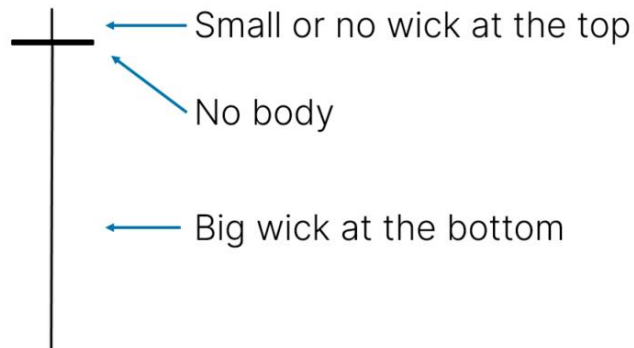 Small or no wick at the top
No body
Big wick at the bottom